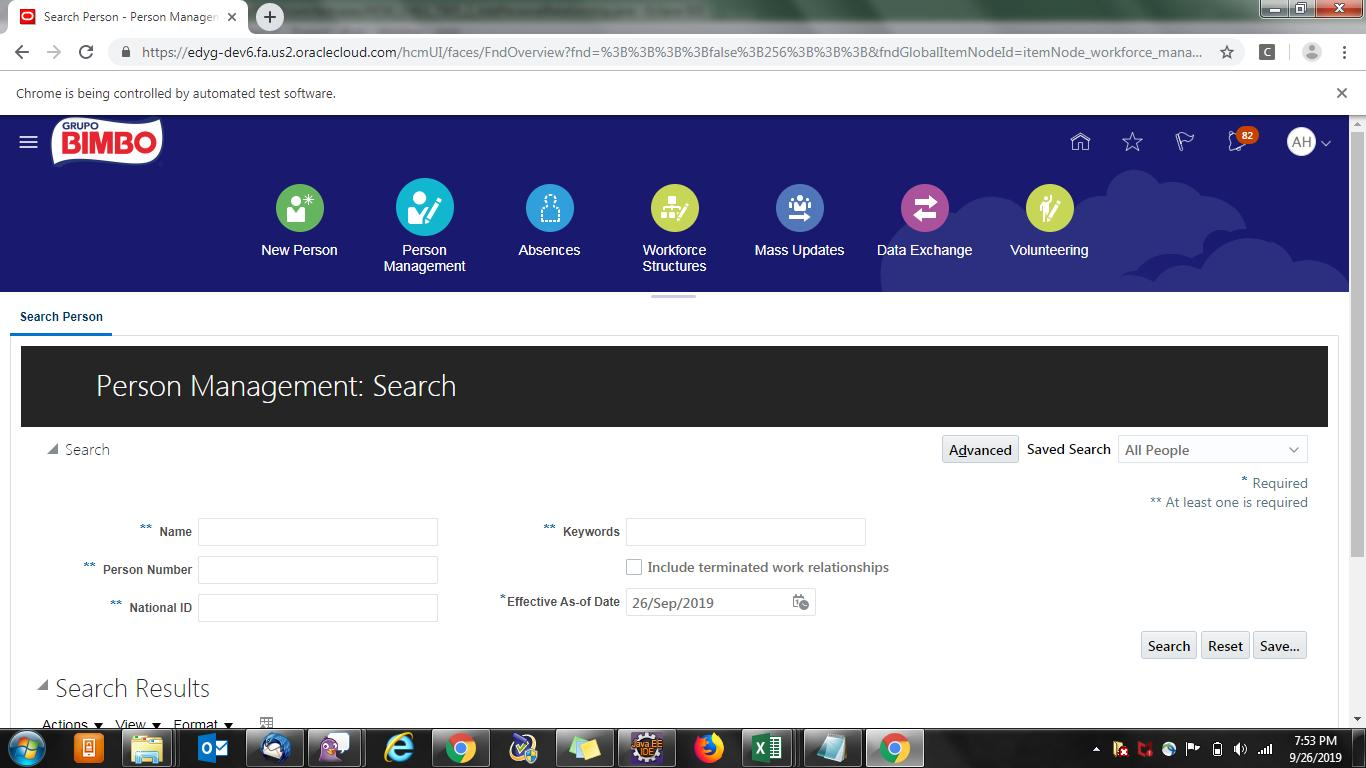 Search Person - Person Managen
https://edyg-dev6.fa.us2.oraclecloud.com/hcmUI/faces/FndOverview?fnd=%3B%3B%3B%3Bfalse%3B256%3B%3B%3B&fndGlobalItemNodeId=itemNode_workforce_mana...
C
Chrome is being controlled by automated test software.
GRUPO
BIMBO
82
AH
New Person
Person
Management
Absences
Workforce
Structures
Mass Updates
Data Exchange
Volunteering
Search Person
Person Management: Search
Search
Advanced
Saved Search
All People
* Required
** At least one is required
** Name
** Keywords
** Person Number
Include terminated work relationships
** National ID
*Effective As-of Date
26/Sep/2019
Search
Reset
Save...
Search Results
Actions
View
Format
Java EE
IDE
7:53 PM
9/26/2019